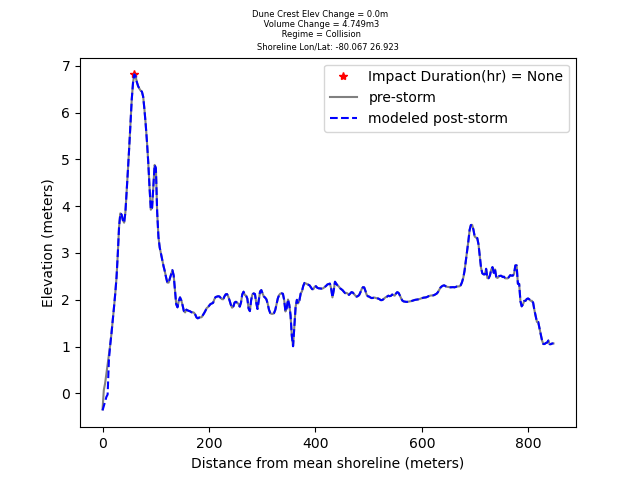 Dune Crest Elev Change = 0.0m
Volume Change = 4.749m3
Regime = Collision
Shoreline Lon/Lat: -80.067 26.923
Impact Duration(hr) = None
pre-storm
modeled post-storm
7
6
5
4
3
2
1
0
Elevation (meters)
0 200 400 600 800
Distance from mean shoreline (meters)